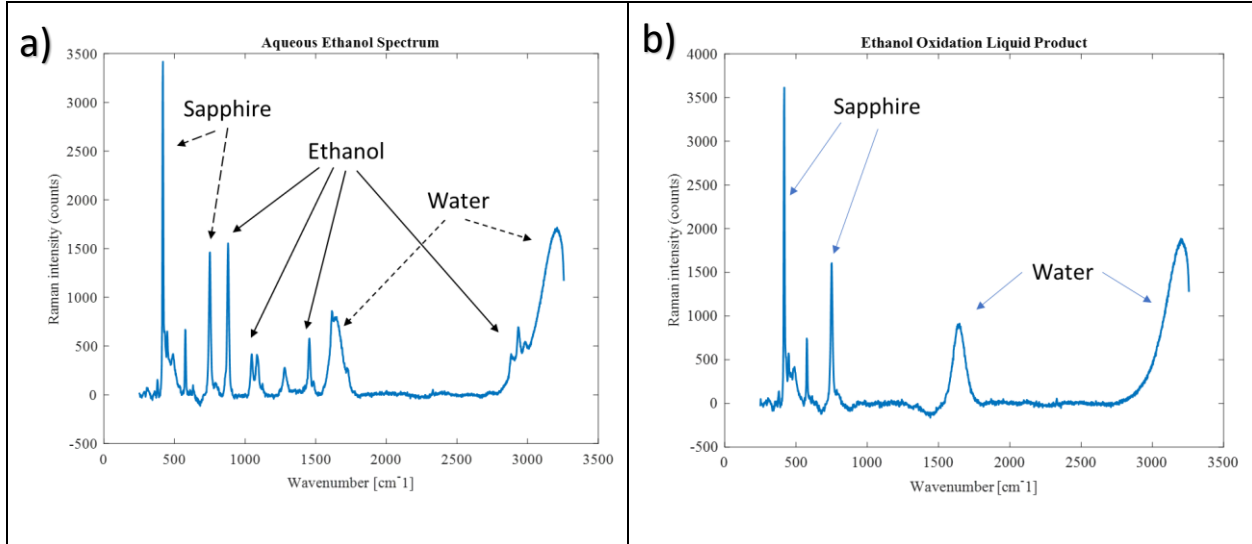 a)
Aqueous Ethanol Spectrum
3500
3000
2500
2000
1500
1000
500
0
-500
Raman intensity (counts)
Sapphire
Ethanol
Water
0 500 1000 1500 2000 2500 3000 3500
Wavenumber [cm-1]
b)
Ethanol Oxidation Liquid Product
4000
3500
3000
2500
2000
1500
1000
500
0
-500
Raman intensity (counts)
Sapphire
Water
0 500 1000 1500 2000 2500 3000 3500
Wavenumber [cm-1]